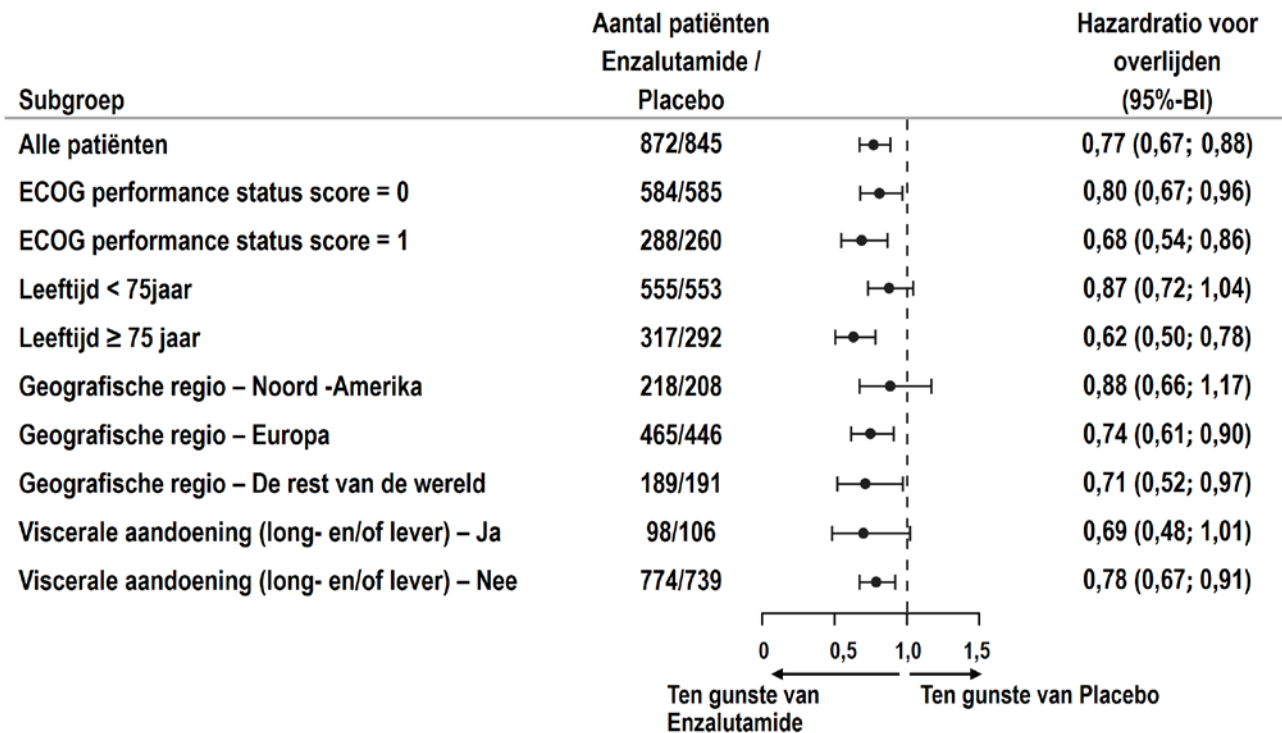 Aantal patiënten
Enzalutamide /
Placebo
Hazardratio voor
overlijden
(95%-BI)
Subgroep
Alle patiënten 872/845 0,77 (0,67; 0,88)
ECOG performance status score = 0 584/585 0,80 (0,67; 0,96)
ECOG performance status score = 1 288/260 0,68 (0,54; 0,86)
Leeftijd < 75jaar 555/553 0,87 (0,72; 1,04)
Leeftijd ≥ 75 jaar 317/292 0,62 (0,50; 0,78)
Geografische regio – Noord -Amerika 218/208 0,88 (0,66; 1,17)
Geografische regio – Europa 465/446 0,74 (0,61; 0,90)
Geografische regio – De rest van de wereld 189/191 0,71 (0,52; 0,97)
Viscerale aandoening (long- en/of lever) – Ja 98/106 0,69 (0,48; 1,01)
Viscerale aandoening (long- en/of lever) – Nee 774/739 0,78 (0,67; 0,91)
0 0,5 1,0 1,5
Ten gunste van
Enzalutamide
Ten gunste van Placebo